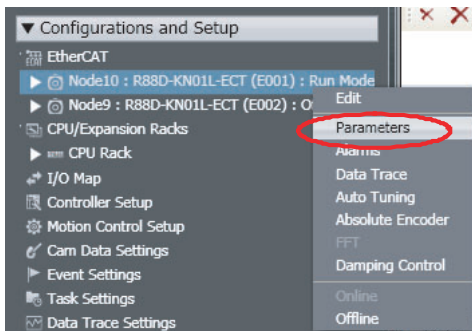 ▼ Configurations and Setup
EtherCAT
Node10 : R88D-KN01L-ECT (E001) : Run Mode
Node9 : R88D-KN01L-ECT (E002) : O
CPU/Expansion Racks
CPU Rack
I/O Map
Controller Setup
Motion Control Setup
Cam Data Settings
Event Settings
Task Settings
Data Trace Settings
Edit
Parameters
Alarms
Data Trace
Auto Tuning
Absolute Encoder
FFT
Damping Control
Online
Offline